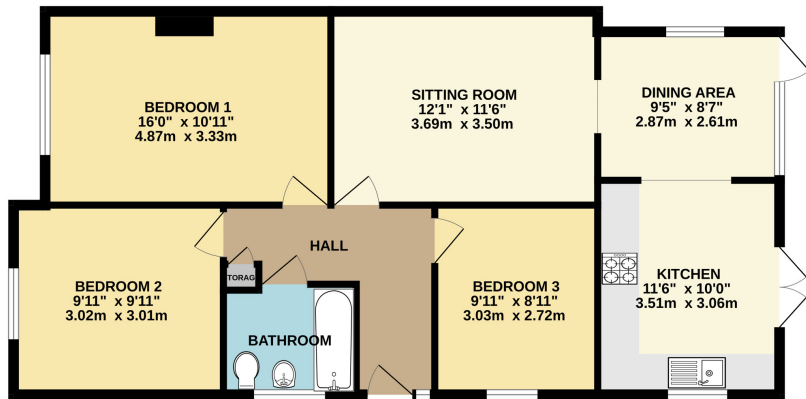 BEDROOM 1
16'0" x 10'11"
4.87m x 3.33m
SITTING ROOM
12'1" x 11'6"
3.69m x 3.50m
DINING AREA
9'5" x 8'7"
2.87m x 2.61m
HALL
TORAG
BEDROOM 2
9'11" x 9'11"
3.02m x 3.01m
BATHROOM
BEDROOM 3
9'11" x 8'11"
3.03m x 2.72m
KITCHEN
11'6" x 10'0"
3.51m x 3.06m